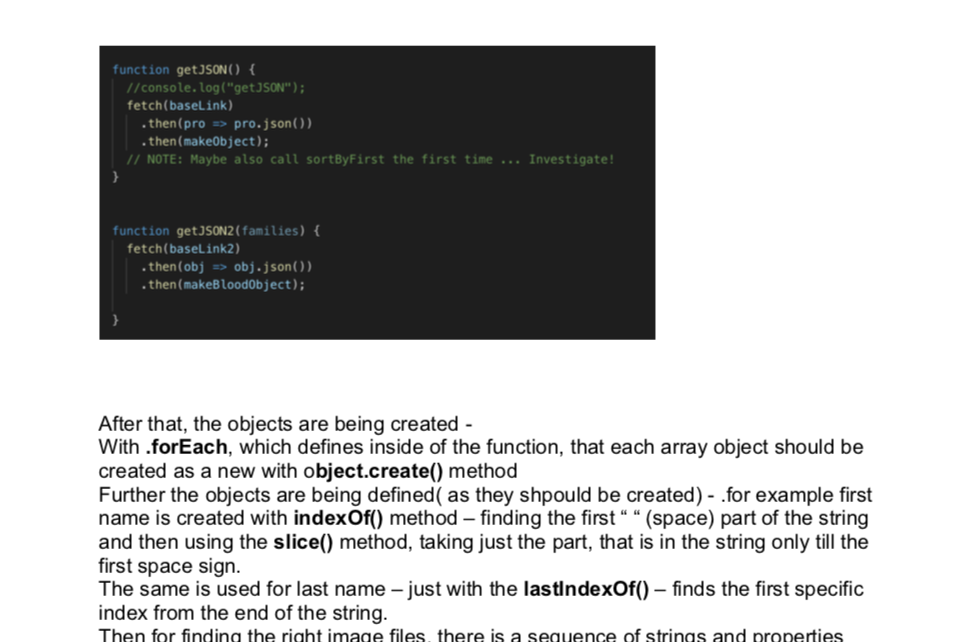 function getJSON() {
//console.log("getJSON");
fetch(baseLink)
.then(pro => pro.json())
.then(makeObject);
// NOTE: Maybe also call sortByFirst the first time ... Investigate!
}
function getJSON2(families) {
fetch(baseLink2)
.then(obj => obj.json())
.then(makeBloodObject);
}
After that, the objects are being created -
With .forEach, which defines inside of the function, that each array object should be
created as a new with object.create() method
Further the objects are being defined( as they shpould be created) - .for example first
name is created with indexOf() method – finding the first “ “ (space) part of the string
and then using the slice() method, taking just the part, that is in the string only till the
first space sign.
The same is used for last name – just with the lastIndexOf() – finds the first specific
index from the end of the string.
Then for finding the right image files, there is a sequence of strings and properties